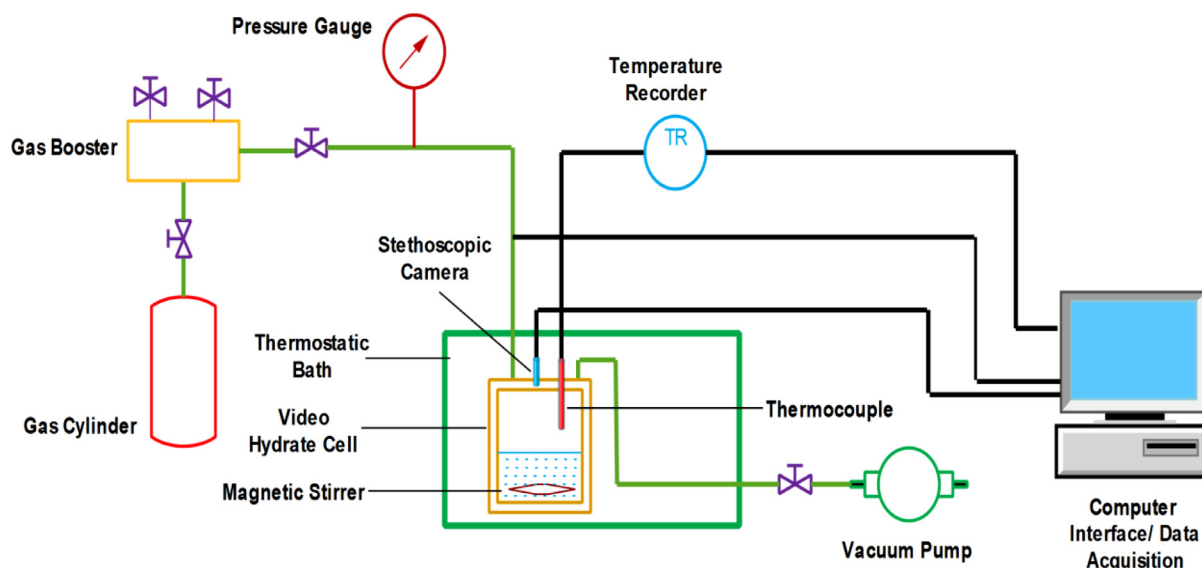 Pressure Gauge
Temperature
Recorder
TR
Gas Booster
Stethoscopic
Camera
Thermostatic
Bath
Gas Cylinder
Video
Hydrate Cell
Thermocouple
Magnetic Stirrer
Vacuum Pump
Computer
Interface/ Data
Acquisition